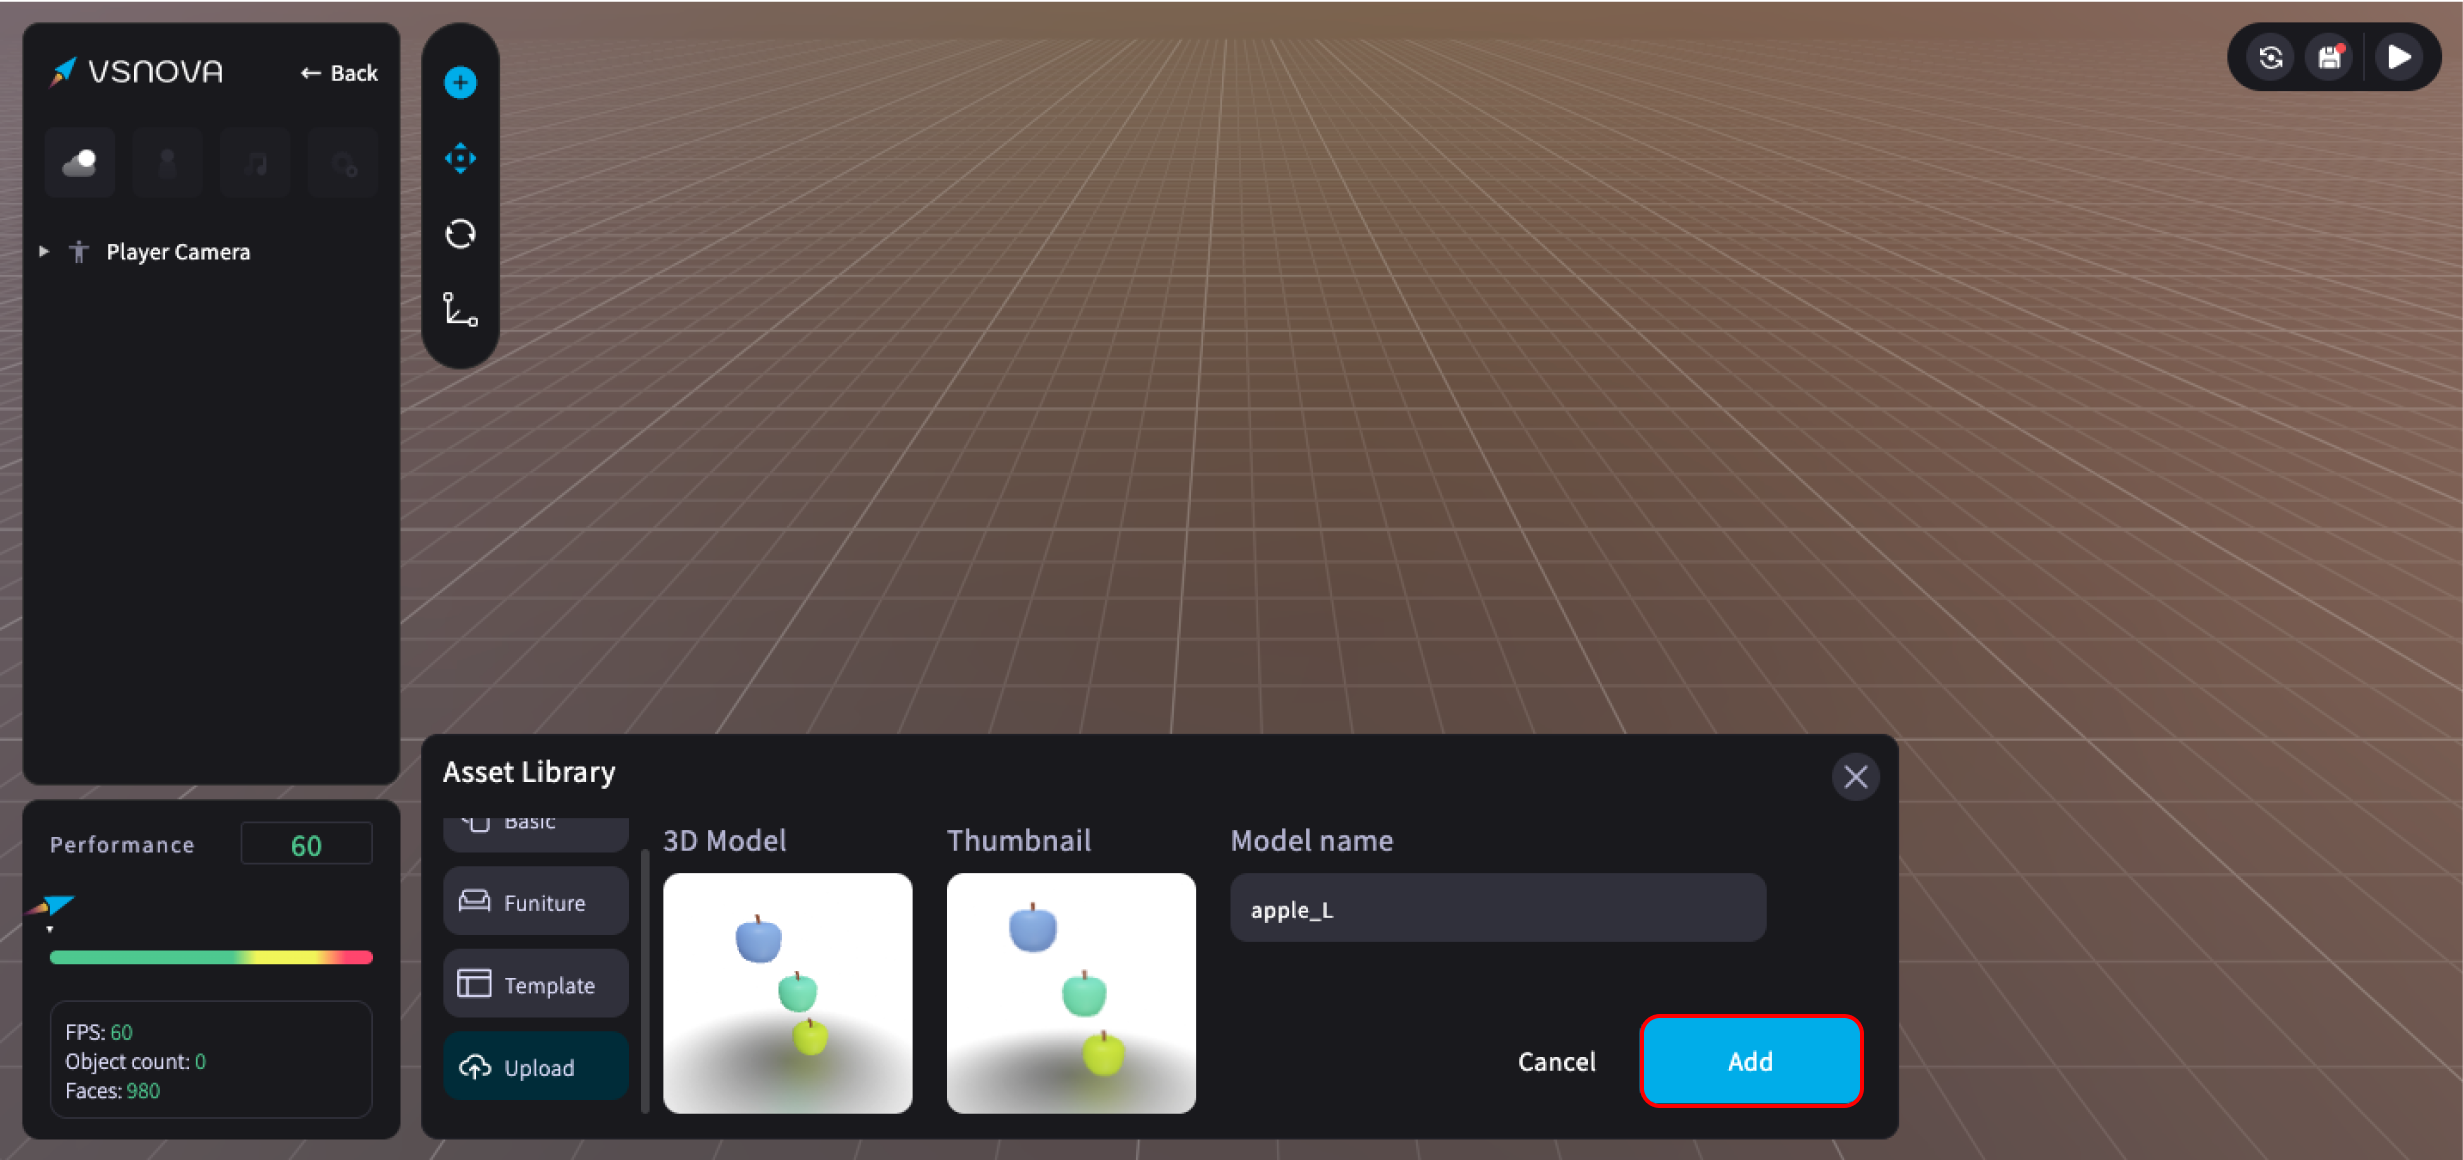 VSNOVA
← Back
Player Camera
Performance
60
FPS: 60
Object count: 0
Faces: 980
Asset Library
Basic
Funiture
Template
Upload
3D Model
Thumbnail
Model name
apple_L
Cancel
Add